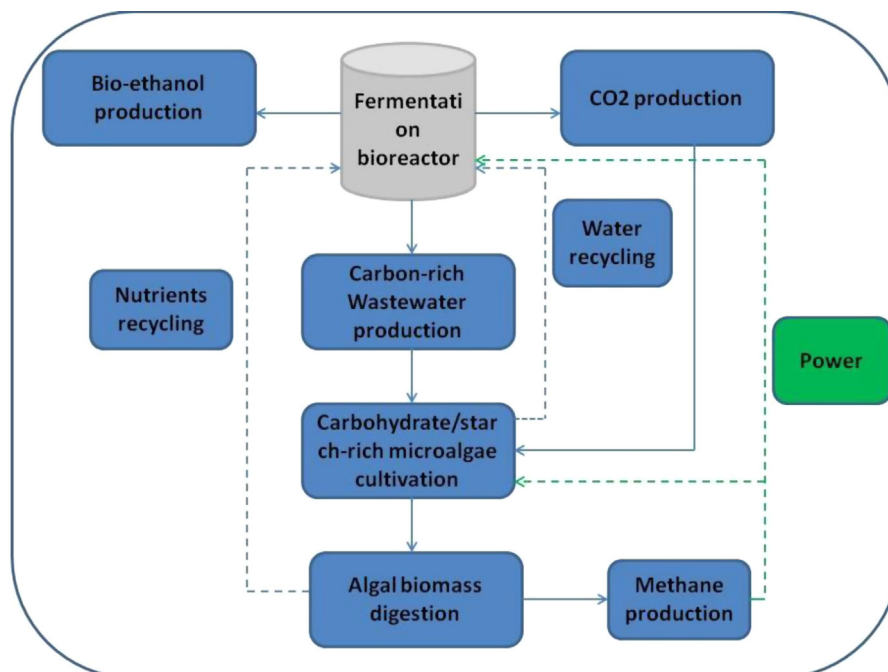 Bio-ethanol
production
Fermentati
on
bioreactor
CO2 production
Water
recycling
Nutrients
recycling
Carbon-rich
Wastewater
production
Power
Carbohydrate/star
ch-rich microalgae
cultivation
Algal biomass
digestion
Methane
production